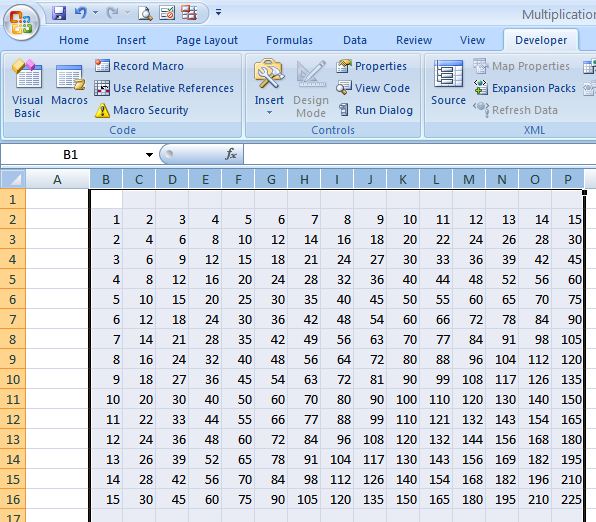 Multiplication
Home Insert Page Layout Formulas Data Review View Developer
Visual Basic
Macros
Record Macro
Use Relative References
Macro Security
Code
Insert
Design Mode
Properties
View Code
Run Dialog
Controls
Source
Map Properties
Expansion Packs
Refresh Data
XML
B1 fx
A B C D E F G H I J K L M N O P
1
2 1 2 3 4 5 6 7 8 9 10 11 12 13 14 15
3 2 4 6 8 10 12 14 16 18 20 22 24 26 28 30
4 3 6 9 12 15 18 21 24 27 30 33 36 39 42 45
5 4 8 12 16 20 24 28 32 36 40 44 48 52 56 60
6 5 10 15 20 25 30 35 40 45 50 55 60 65 70 75
7 6 12 18 24 30 36 42 48 54 60 66 72 78 84 90
8 7 14 21 28 35 42 49 56 63 70 77 84 91 98 105
9 8 16 24 32 40 48 56 64 72 80 88 96 104 112 120
10 9 18 27 36 45 54 63 72 81 90 99 108 117 126 135
11 10 20 30 40 50 60 70 80 90 100 110 120 130 140 150
12 11 22 33 44 55 66 77 88 99 110 121 132 143 154 165
13 12 24 36 48 60 72 84 96 108 120 132 144 156 168 180
14 13 26 39 52 65 78 91 104 117 130 143 156 169 182 195
15 14 28 42 56 70 84 98 112 126 140 154 168 182 196 210
16 15 30 45 60 75 90 105 120 135 150 165 180 195 210 225
17